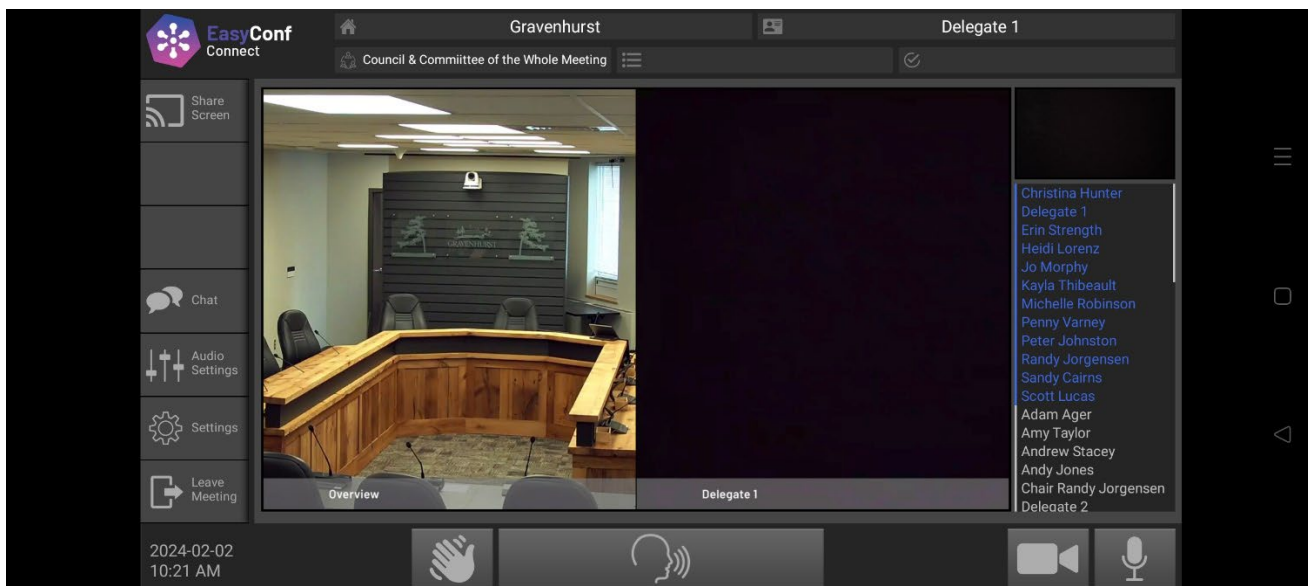 EasyConf
Connect
Gravenhurst
Delegate 1
Council & Commiittee of the Whole Meeting
Share
Screen
Chat
Audio
Settings
Settings
Leave
Meeting
GRAVENHURST
Overview
Delegate 1
Christina Hunter
Delegate 1
Erin Strength
Heidi Lorenz
Jo Morphy
Kayla Thibeault
Michelle Robinson
Penny Varney
Peter Johnston
Randy Jorgensen
Sandy Cairns
Scott Lucas
Adam Ager
Amy Taylor
Andrew Stacey
Andy Jones
Chair Randy Jorgensen
Delegate 2
2024-02-02
10:21 AM